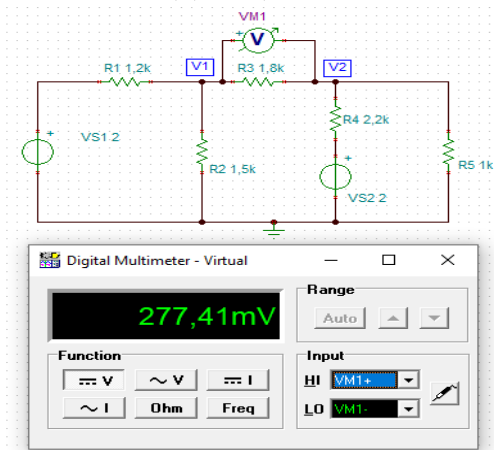 VM1
+
V
R1 1,2k
V1
R3 1,8k
V2
R4 2,2k
+
VS1 2
R2 1,5k
+
R5 1k
VS2 2
Digital Multimeter - Virtual
277,41mV
Range
Auto
Function
V
~ V
I
~ I
Ohm
Freq
Input
HI VM1+
LO VM1-